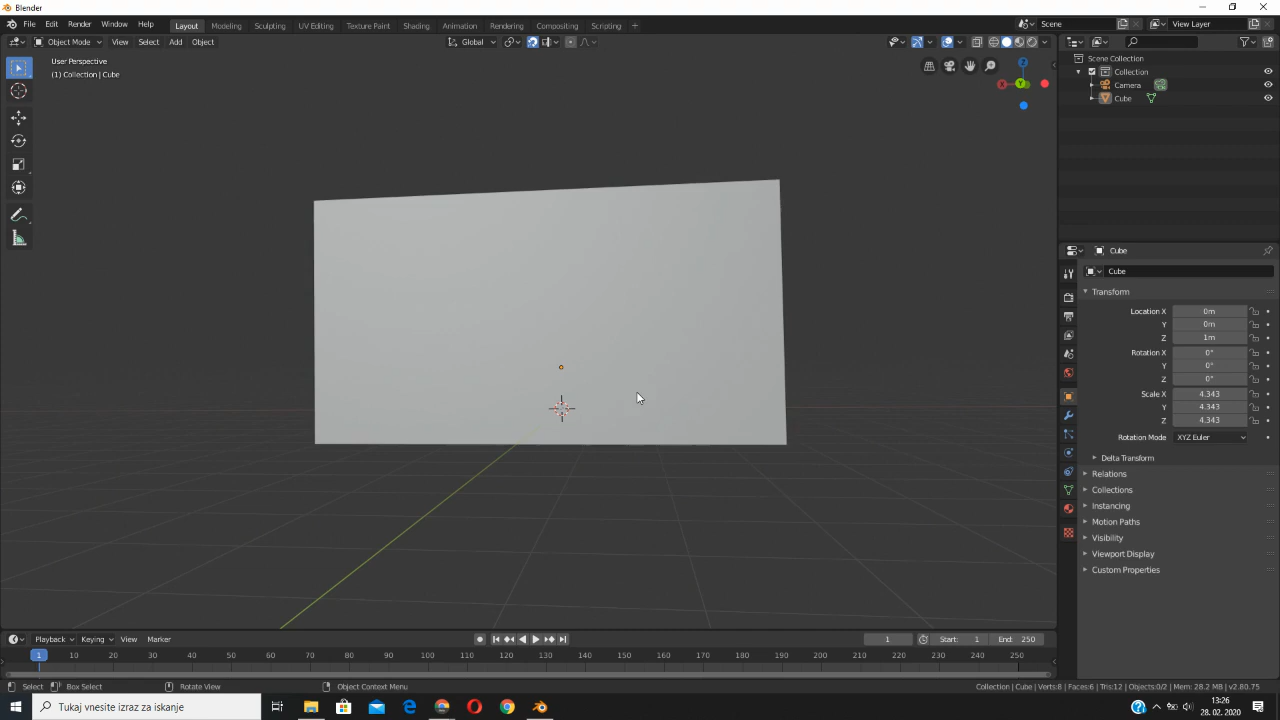 Blender
File Edit Render Window Help Layout Modeling Sculpting UV Editing Texture Paint Shading Animation Rendering Compositing Scripting + Scene View Layer
Object Mode View Select Add Object Global
User Perspective
(1) Collection | Cube
Z
X Y
Scene Collection
Collection
Camera
Cube
Cube
Cube
Transform
Location X 0m
Y 0m
Z 1m
Rotation X 0°
Y 0°
Z 0°
Scale X 4.343
Y 4.343
Z 4.343
Rotation Mode XYZ Euler
Delta Transform
Relations
Collections
Instancing
Motion Paths
Visibility
Viewport Display
Custom Properties
Playback Keying View Marker 1 Start: 1 End: 250
1 10 20 30 40 50 60 70 80 90 100 110 120 130 140 150 160 170 180 190 200 210 220 230 240 250
Select Box Select Rotate View Object Context Menu Collection | Cube | Verts:8 | Faces:6 | Tris:12 | Objects:0/2 | Mem: 28.2 MB | v2.80.75
Tukaj vnesite izraz za iskanje
13:26
28. 02. 2020